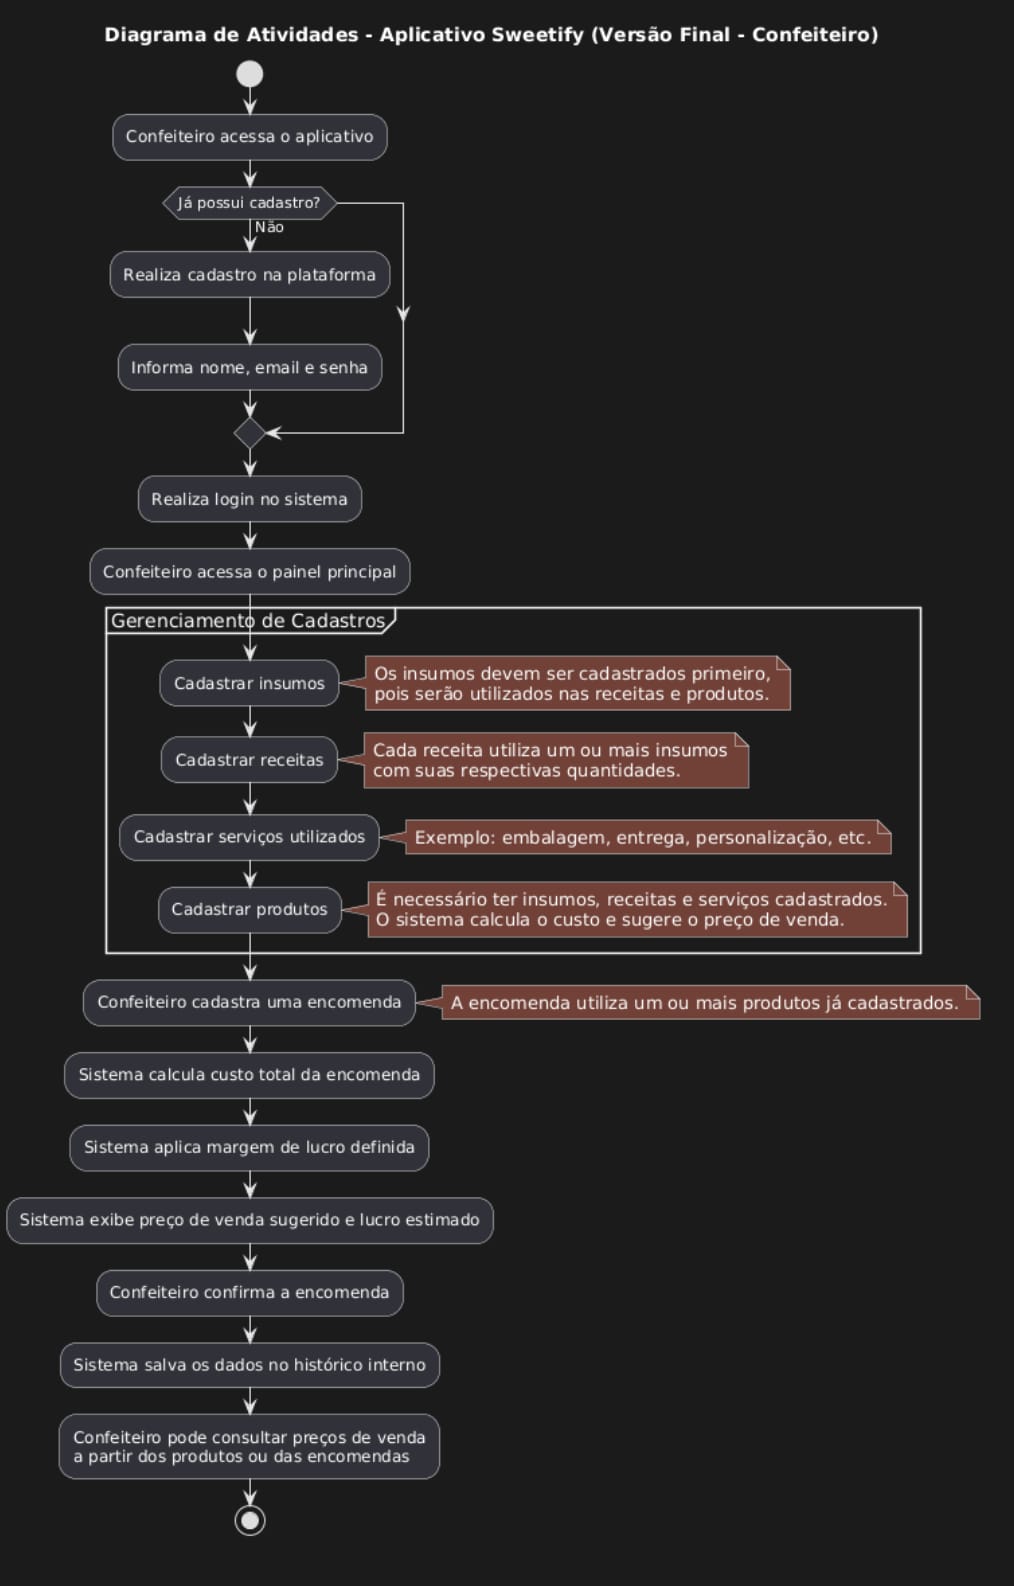 Diagrama de Atividades - Aplicativo Sweetify (Versão Final - Confeiteiro)
Confeiteiro acessa o aplicativo
Já possui cadastro?
Não
Realiza cadastro na plataforma
Informa nome, email e senha
Realiza login no sistema
Confeiteiro acessa o painel principal
Gerenciamento de Cadastros
Cadastrar insumos
Os insumos devem ser cadastrados primeiro,
pois serão utilizados nas receitas e produtos.
Cadastrar receitas
Cada receita utiliza um ou mais insumos
com suas respectivas quantidades.
Cadastrar serviços utilizados
Exemplo: embalagem, entrega, personalização, etc.
Cadastrar produtos
É necessário ter insumos, receitas e serviços cadastrados.
O sistema calcula o custo e sugere o preço de venda.
Confeiteiro cadastra uma encomenda
A encomenda utiliza um ou mais produtos já cadastrados.
Sistema calcula custo total da encomenda
Sistema aplica margem de lucro definida
Sistema exibe preço de venda sugerido e lucro estimado
Confeiteiro confirma a encomenda
Sistema salva os dados no histórico interno
Confeiteiro pode consultar preços de venda
a partir dos produtos ou das encomendas